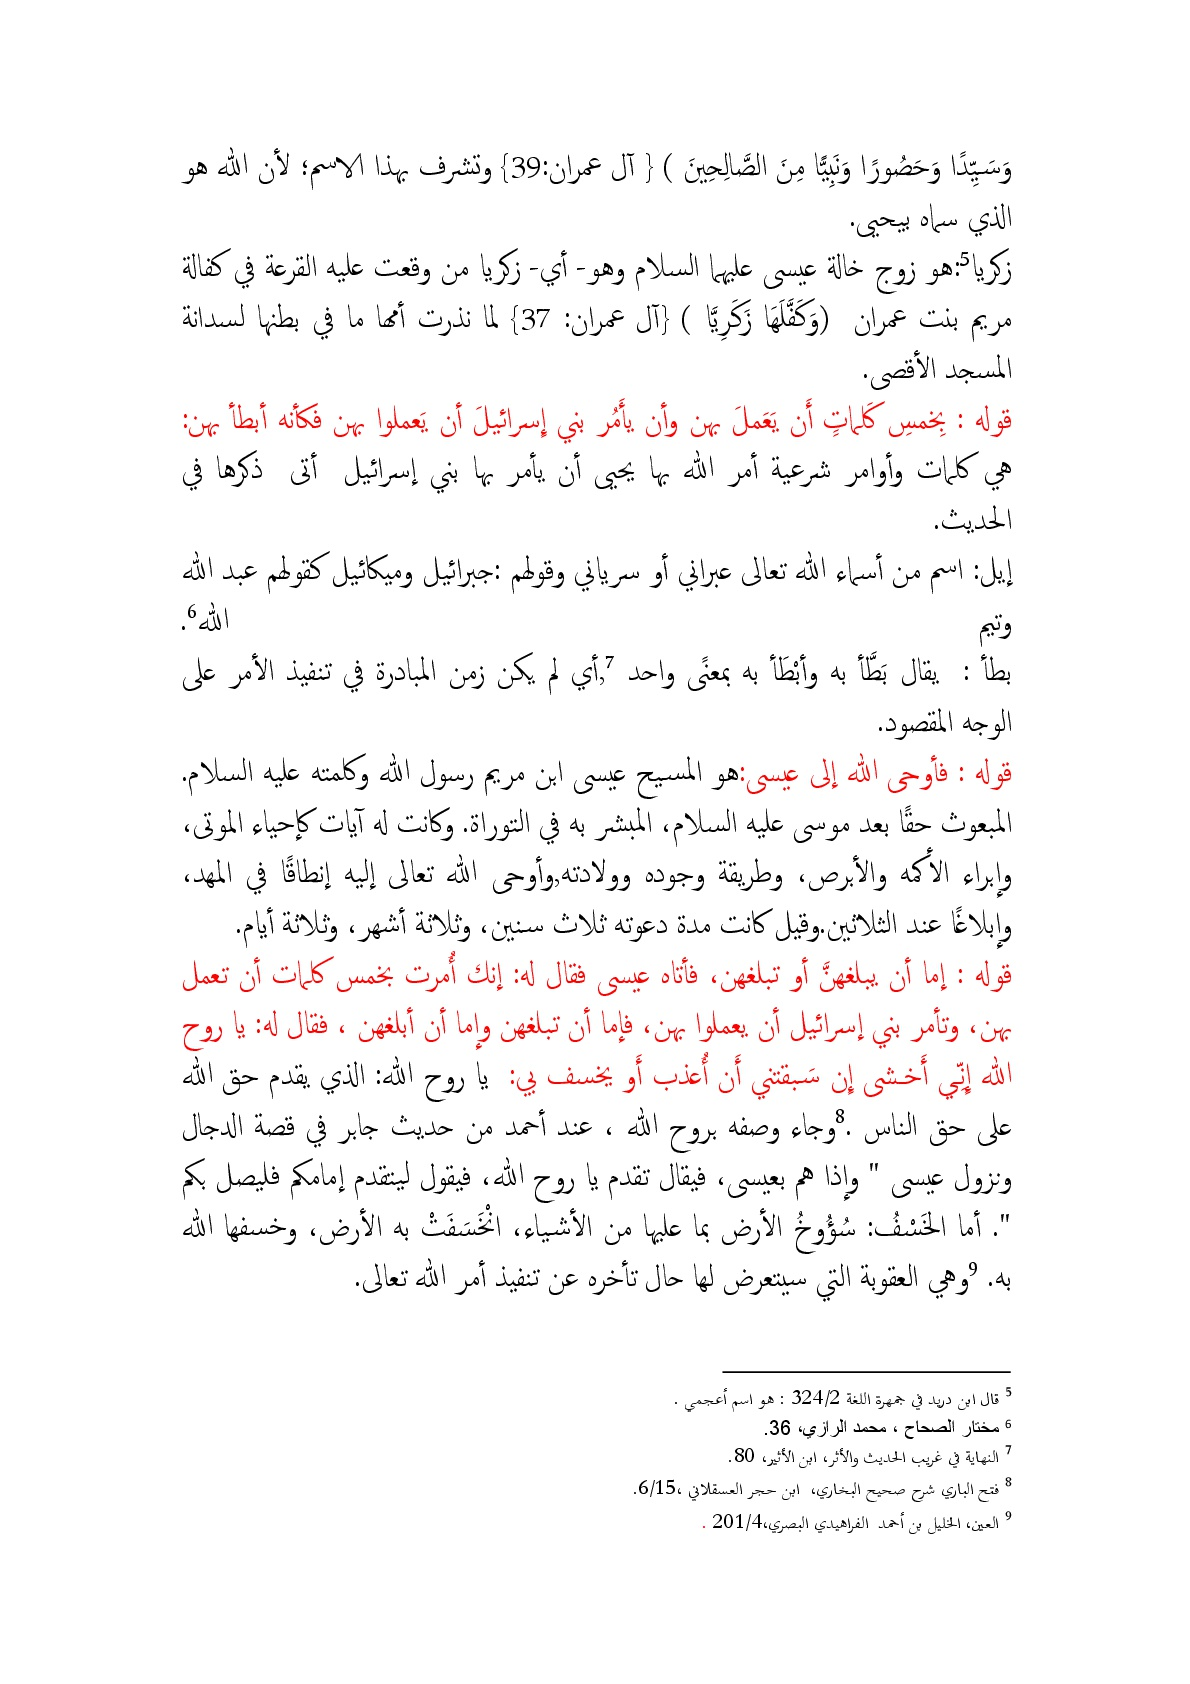 وَسَيِّدًا وَحَصُورًا وَنَبِيًّا مِنَ الصَّالِحِينَ ) { آل عمران:39} وتشرف بهذا الاسم؛ لأن الله هو
الذي سماه بيحيى.
زكريا5:هو زوج خالة عيسى عليهما السلام وهو- أي- زكريا من وقعت عليه القرعة في كفالة
مريم بنت عمران (وَكَفَّلَهَا زَكَرِيَّا ) {آل عمران: 37} لما نذرت أمها ما في بطنها لسدانة
المسجد الأقصى.
قوله : بِخمسِ كَلماتٍ أَن يَعَملَ بهن وأن يأَمُر بني إِسرائيلَ أن يَعملوا بهن فكأنه أبطأ بهن:
هي كلمات وأوامر شرعية أمر الله بها يحيى أن يأمر بها بني إسرائيل أتى ذكرها في
الحديث.
إيل: اسم من أسماء الله تعالى عبراني أو سرياني وقولهم :جبرائيل وميكائيل كقولهم عبد الله
وتيم الله6.
بطأ : يقال بَطَّأ به وأبْطَأ به بمعنًى واحد 7,أي لم يكن زمن المبادرة في تنفيذ الأمر على
الوجه المقصود.
قوله : فأوحى الله إلى عيسى:هو المسيح عيسى ابن مريم رسول الله وكلمته عليه السلام.
المبعوث حقًا بعد موسى عليه السلام، المبشر به في التوراة. وكانت له آيات كإحياء الموتى،
وإبراء الأكمه والأبرص، وطريقة وجوده وولادته,وأوحى الله تعالى إليه إنطاقًا في المهد،
وإبلاغًا عند الثلاثين.وقيل كانت مدة دعوته ثلاث سنين، وثلاثة أشهر، وثلاثة أيام.
قوله : إما أن يبلغهنَّ أو تبلغهن، فأتاه عيسى فقال له: إنك أُمرت بخمس كلمات أن تعمل
بهن، وتأمر بني إسرائيل أن يعملوا بهن، فإما أن تبلغهن وإما أن أبلغهن ، فقال له: يا روح
الله إِنّي أَخـشى إِن سَـبقتني أَن أُعذب أَو يخسف بي: يا روح الله: الذي يقدم حق الله
على حق الناس .8وجاء وصفه بروح الله ، عند أحمد من حديث جابر في قصة الدجال
ونزول عيسى " وإذا هم بعيسى، فيقال تقدم يا روح الله، فيقول ليتقدم إمامكم فليصل بكم
". أما الخَسْفُ: سُؤُوخُ الأرض بما عليها من الأشياء، انْخَسَفَتْ به الأرض، وخسفها الله
به. 9وهي العقوبة التي سيتعرض لها حال تأخره عن تنفيذ أمر الله تعالى.
5 قال ابن دريد في جمهرة اللغة 324/2 : هو اسم أعجمي .
6 مختار الصحاح ، محمد الرازي، 36.
7 النهاية في غريب الحديث والأثر، ابن الأثير، 80.
8 فتح الباري شرح صحيح البخاري، ابن حجر العسقلاني ،6/15.
9 العين، الخليل بن أحمد الفراهيدي البصري،201/4 .